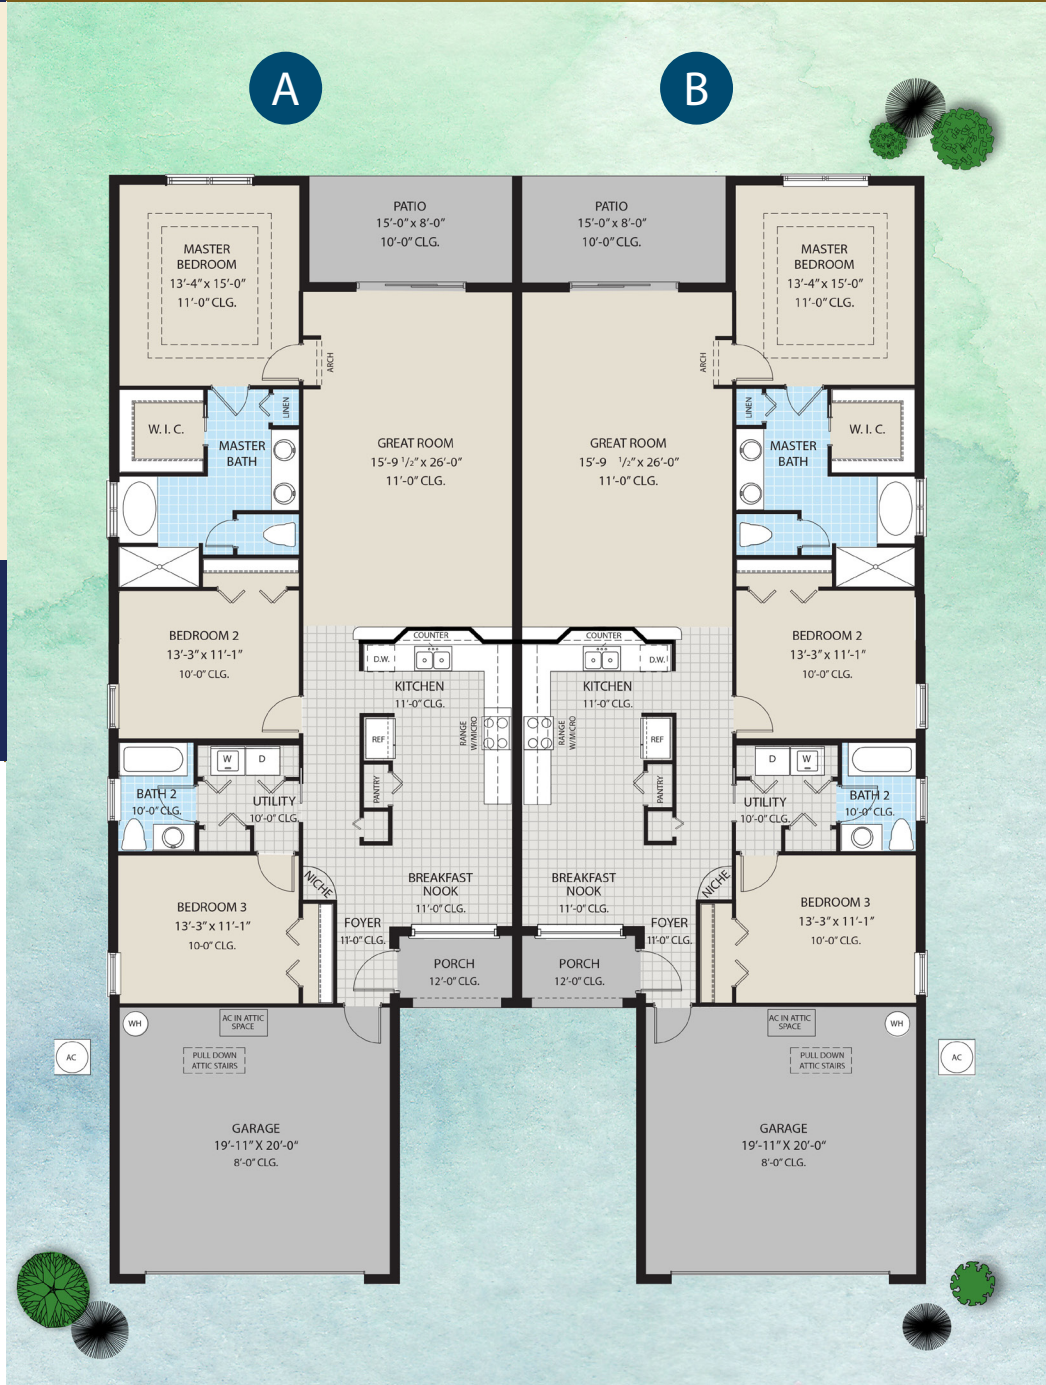 A
B
PATIO
15'-0" x 8'-0"
10'-0" CLG.
PATIO
15'-0" x 8'-0"
10'-0" CLG.
MASTER
BEDROOM
13'-4" x 15'-0"
11'-0" CLG.
MASTER
BEDROOM
13'-4" x 15'-0"
11'-0" CLG.
ARCH
ARCH
LINEN
LINEN
W. I. C.
W. I. C.
MASTER
BATH
MASTER
BATH
GREAT ROOM
15'-9 1/2" x 26'-0"
11'-0" CLG.
GREAT ROOM
15'-9 1/2" x 26'-0"
11'-0" CLG.
BEDROOM 2
13'-3" x 11'-1"
10'-0" CLG.
BEDROOM 2
13'-3" x 11'-1"
10'-0" CLG.
COUNTER
COUNTER
D.W.
D.W.
KITCHEN
11'-0" CLG.
KITCHEN
11'-0" CLG.
REF
RANGE
W/MICRO
RANGE
W/MICRO
REF
W
D
D
W
PANTRY
PANTRY
BATH 2
10'-0" CLG.
UTILITY
10'-0" CLG.
UTILITY
10'-0" CLG.
BATH 2
10'-0" CLG.
NICHE
NICHE
BREAKFAST
NOOK
11'-0" CLG.
BREAKFAST
NOOK
11'-0" CLG.
BEDROOM 3
13'-3" x 11'-1"
10-0" CLG.
BEDROOM 3
13'-3" x 11'-1"
10'-0" CLG.
FOYER
11'-0" CLG.
FOYER
11'-0" CLG.
PORCH
12'-0" CLG.
PORCH
12'-0" CLG.
WH
AC IN ATTIC
SPACE
AC IN ATTIC
SPACE
WH
AC
PULL DOWN
ATTIC STAIRS
PULL DOWN
ATTIC STAIRS
AC
GARAGE
19'-11" X 20'-0"
8'-0" CLG.
GARAGE
19'-11" X 20'-0"
8'-0" CLG.